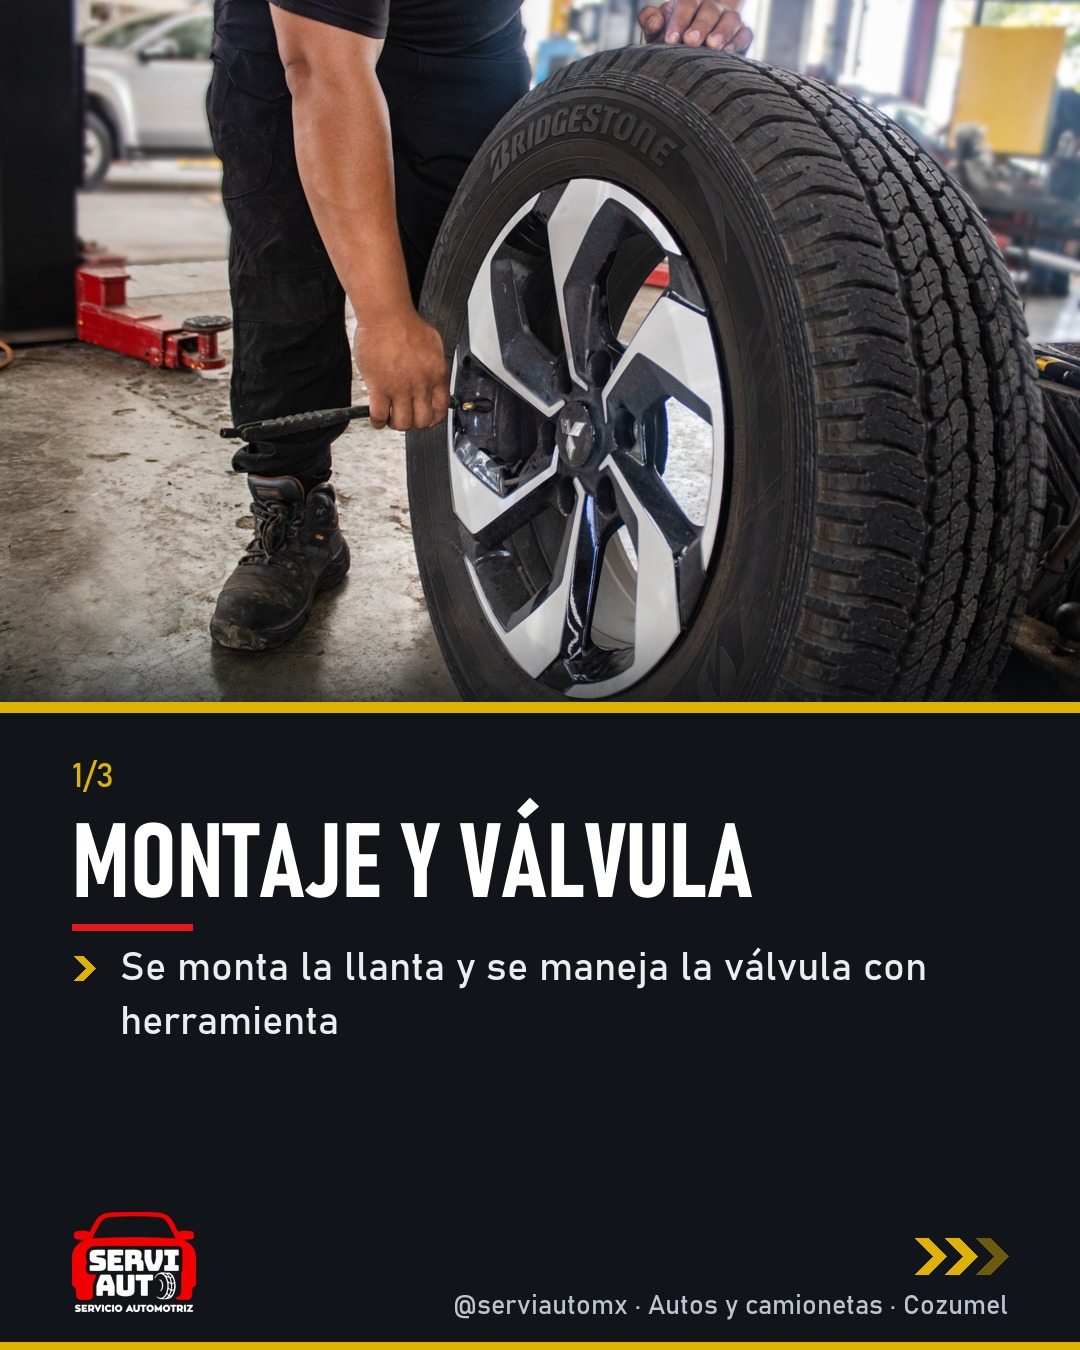 BRIDGESTONE
1/3
MONTAJE Y VÁLVULA
Se monta la llanta y se maneja la válvula con
herramienta
SERVI
AUTO
SERVICIO AUTOMOTRIZ
@serviautomx · Autos y camionetas · Cozumel